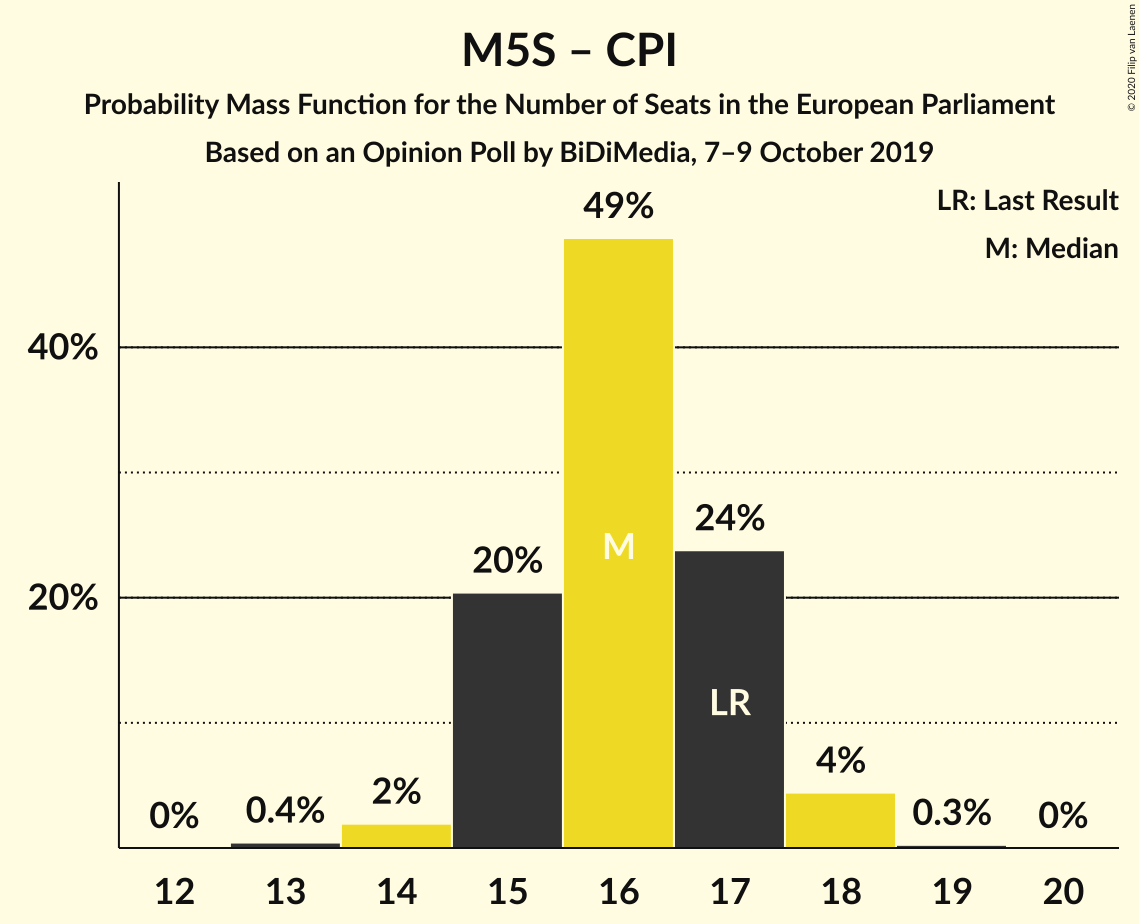 M5S – CPI
Probability Mass Function for the Number of Seats in the European Parliament
Based on an Opinion Poll by BiDiMedia, 7–9 October 2019
© 2020 Filip van Laenen
LR: Last Result
M: Median
49%
40%
24%
M
20%
20%
LR
4%
2%
0%
0.4%
0.3%
0%
12 13 14 15 16 17 18 19 20